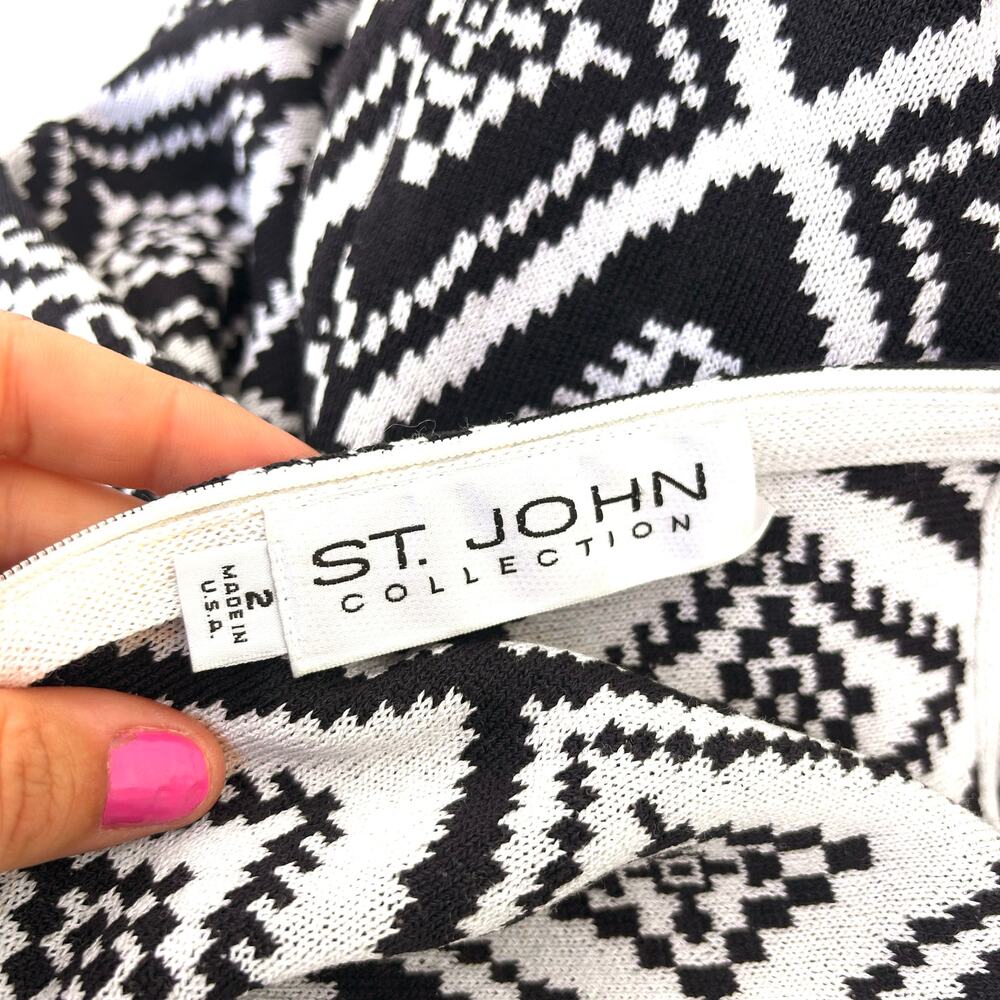 ST. JOHN
COLLECTION
2
MADE IN
U.S.A.